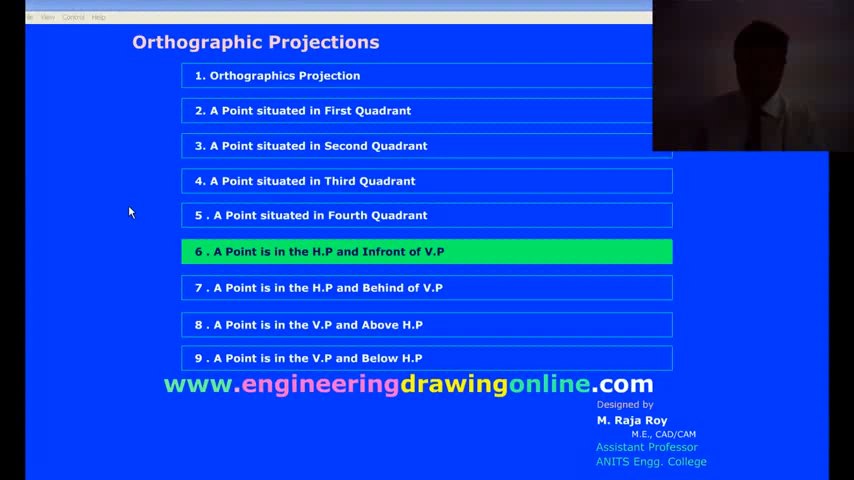 View Control Help
Orthographic Projections
1. Orthographics Projection
2. A Point situated in First Quadrant
3. A Point situated in Second Quadrant
4. A Point situated in Third Quadrant
5 . A Point situated in Fourth Quadrant
6 . A Point is in the H.P and Infront of V.P
7 . A Point is in the H.P and Behind of V.P
8 . A Point is in the V.P and Above H.P
9 . A Point is in the V.P and Below H.P
www.engineeringdrawingonline.com
Designed by
M. Raja Roy
M.E., CAD/CAM
Assistant Professor
ANITS Engg. College